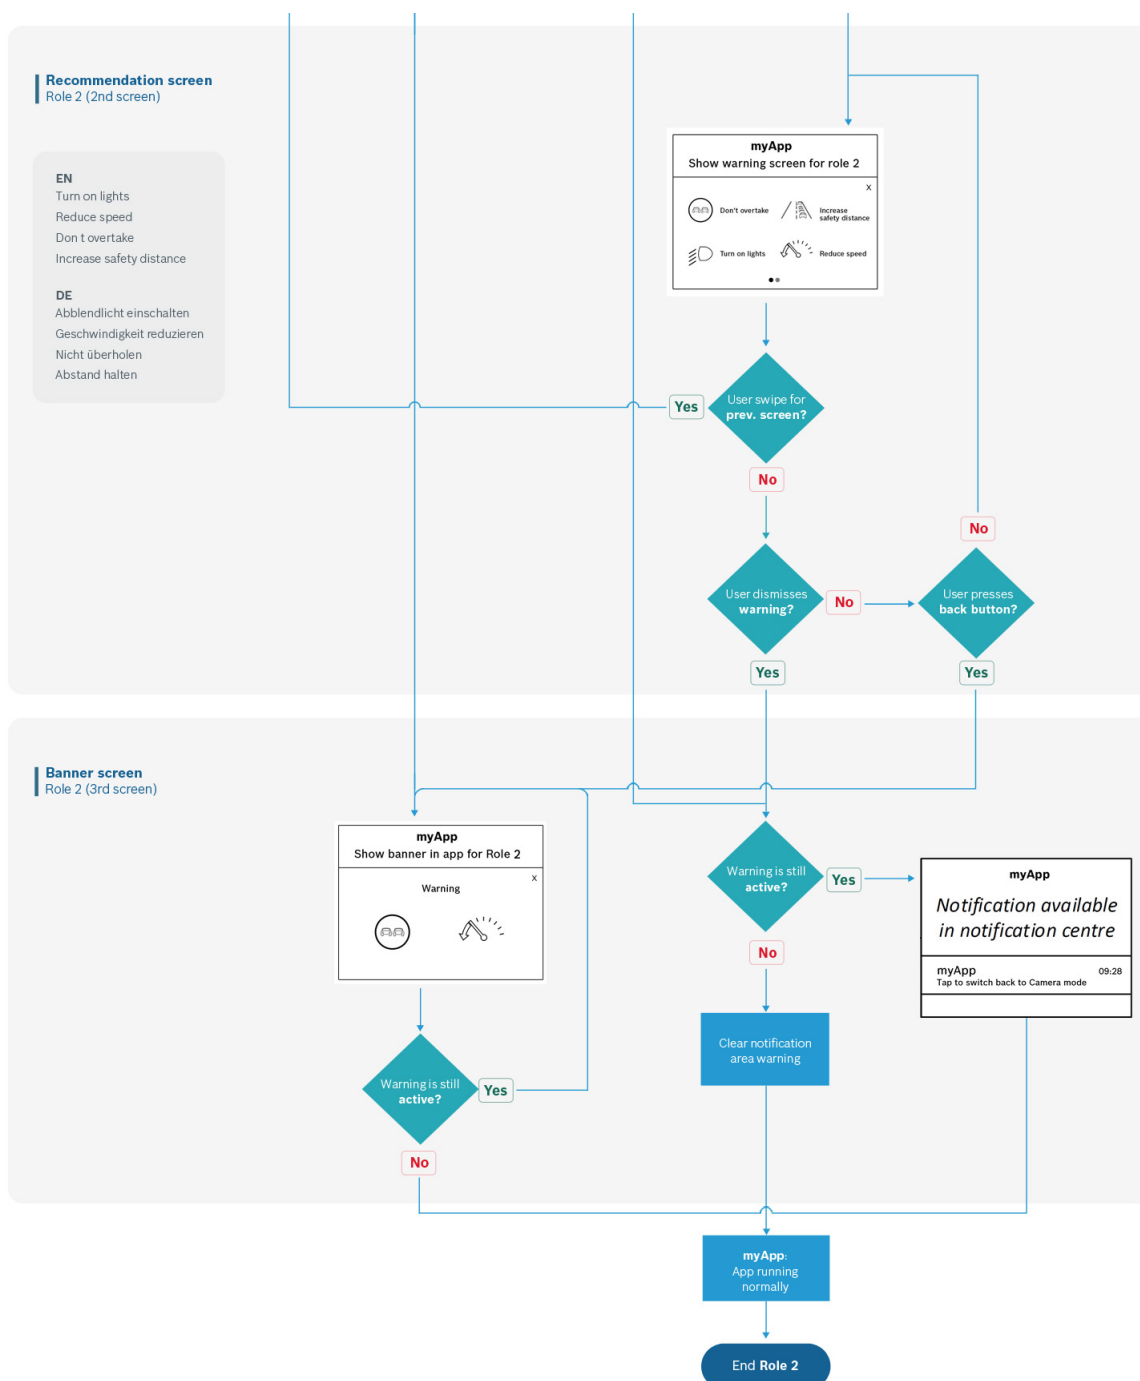 Recommendation screen
Role 2 (2nd screen)
EN
Turn on lights
Reduce speed
Don t overtake
Increase safety distance
DE
Abblendlicht einschalten
Geschwindigkeit reduzieren
Nicht überholen
Abstand halten
myApp
Show warning screen for role 2
X
Don't overtake
Increase
safety distance
Turn on lights
Reduce speed
User swipe for
prev. screen?
Yes
No
User dismisses
warning?
No
Yes
User presses
back button?
No
Yes
Banner screen
Role 2 (3rd screen)
myApp
Show banner in app for Role 2
X
Warning
Warning is still
active?
Yes
No
Warning is still
active?
Yes
No
myApp
Notification available
in notification centre
myApp 09:28
Tap to switch back to Camera mode
Clear notification
area warning
myApp:
App running
normally
End Role 2